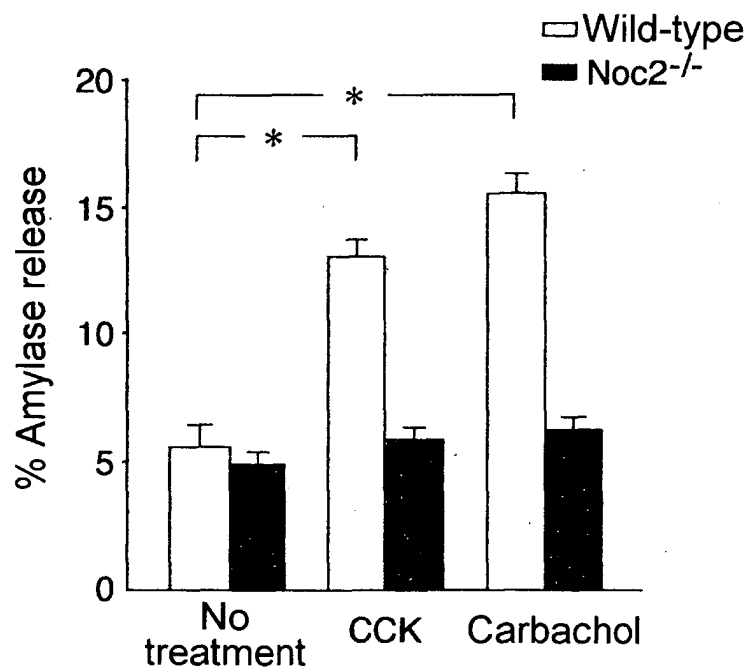 Wild-type
Noc2-/-
20
15
10
5
0
% Amylase release
*
*
No treatment
CCK
Carbachol